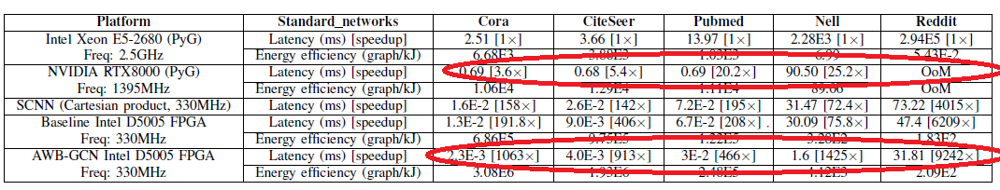 Platform Standard_networks Cora CiteSeer Pubmed Nell Reddit
Intel Xeon E5-2680 (PyG) Latency (ms) [speedup] 2.51 [1×] 3.66 [1×] 13.97 [1×] 2.28E3 [1×] 2.94E5 [1×]
Freq: 2.5GHz Energy efficiency (graph/kJ) 6.68E3 3.88E3 1.03E3 6.99 5.43E-2
NVIDIA RTX8000 (PyG) Latency (ms) [speedup] 0.69 [3.6×] 0.68 [5.4×] 0.69 [20.2×] 90.50 [25.2×] OoM
Freq: 1395MHz Energy efficiency (graph/kJ) 1.06E4 1.29E4 1.11E4 89.06 OoM
SCNN (Cartesian product, 330MHz) Latency (ms) [speedup] 1.6E-2 [158×] 2.6E-2 [142×] 7.2E-2 [195×] 31.47 [72.4×] 73.22 [4015×]
Baseline Intel D5005 FPGA Latency (ms) [speedup] 1.3E-2 [191.8×] 9.0E-3 [406×] 6.7E-2 [208×] . 30.09 [75.8×] 47.4 [6209×]
Freq: 330MHz Energy efficiency (graph/kJ) 6.86E5 9.75E5 1.22E5 3.28E2 1.83E2
AWB-GCN Intel D5005 FPGA Latency (ms) [speedup] 2.3E-3 [1063×] 4.0E-3 [913×] 3E-2 [466×] 1.6 [1425×] 31.81 [9242×]
Freq: 330MHz Energy efficiency (graph/kJ) 3.08E6 1.93E6 2.48E5 4.12E3 2.09E2